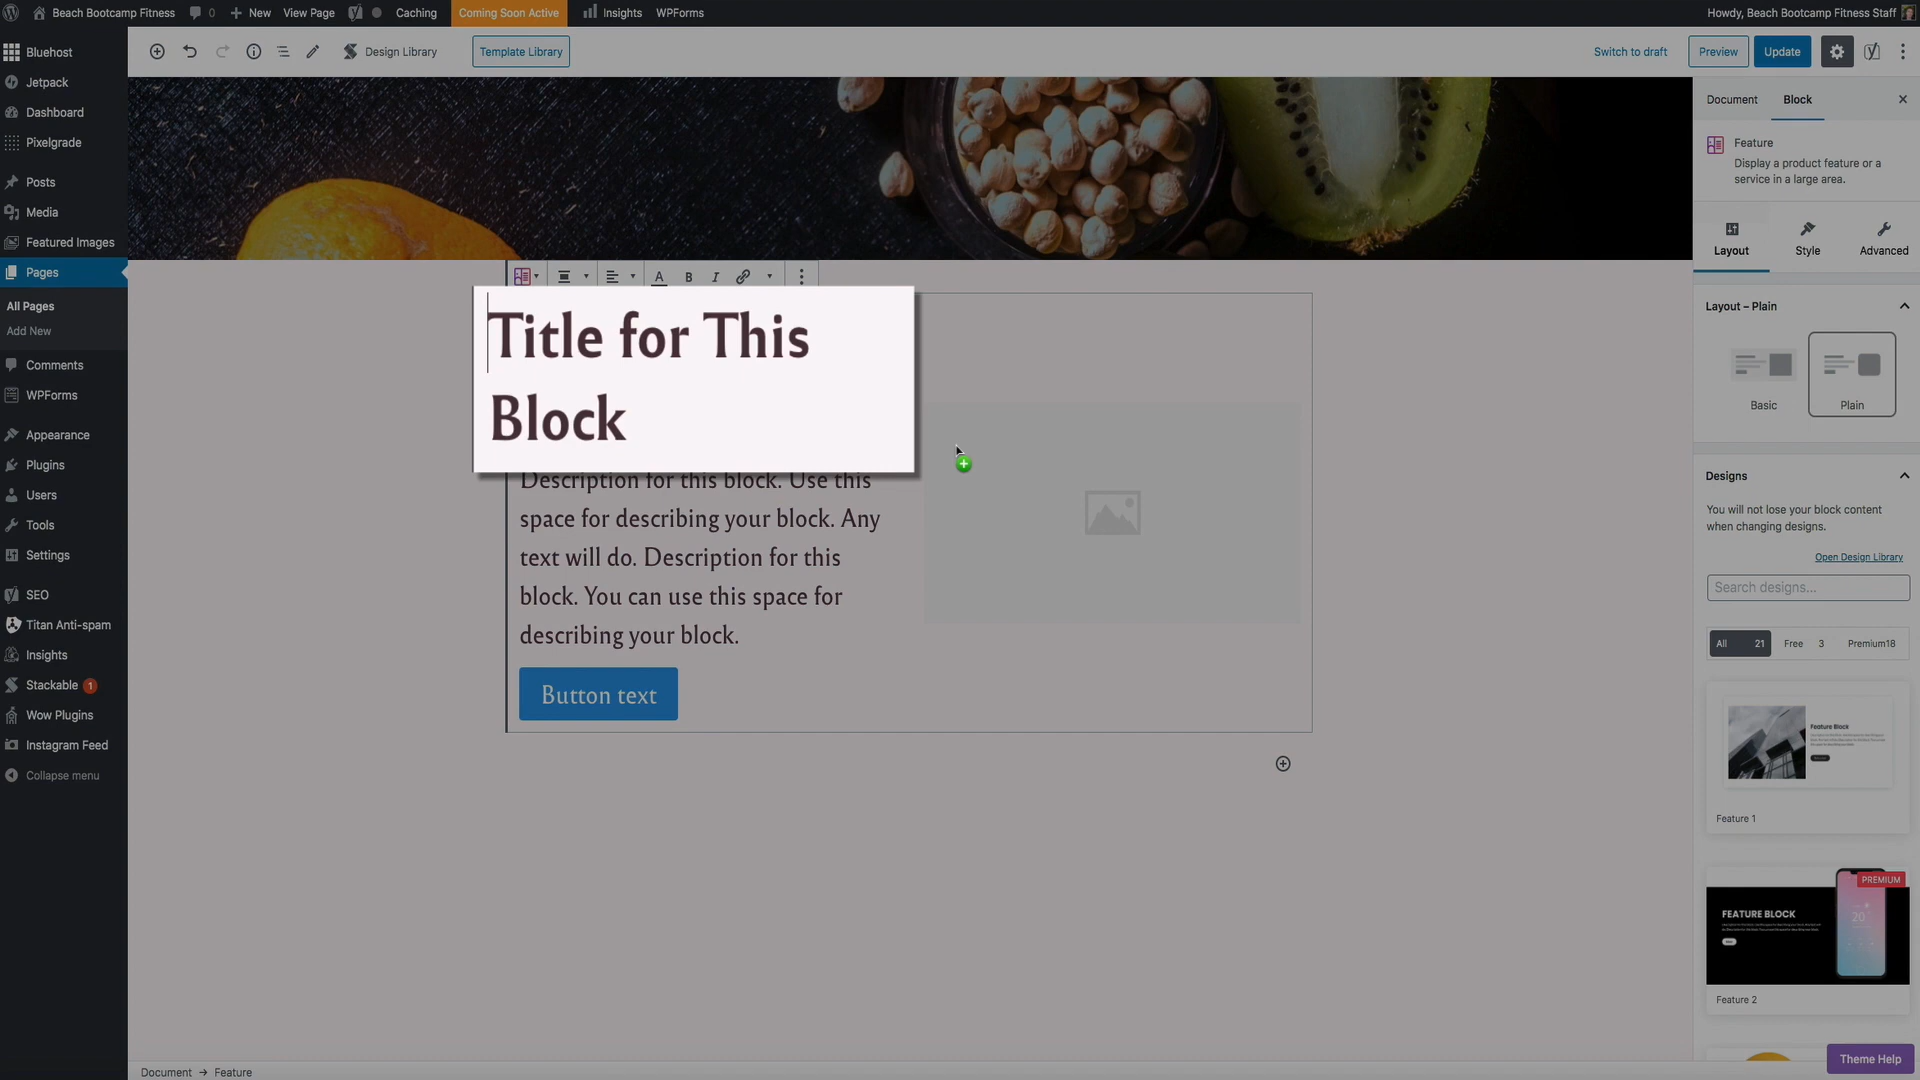 Beach Bootcamp Fitness
0
New
View Page
Caching
Coming Soon Active
Insights
WPForms
Howdy, Beach Bootcamp Fitness Staff
Bluehost
Jetpack
Dashboard
Pixelgrade
Posts
Media
Featured Images
Pages
All Pages
Add New
Comments
WPForms
Appearance
Plugins
Users
Tools
Settings
SEO
Titan Anti-spam
Insights
Stackable 1
Wow Plugins
Instagram Feed
Collapse menu
Design Library
Template Library
Switch to draft
Preview
Update
A B I
Title for This
Block
Description for this block. Use this
space for describing your block. Any
text will do. Description for this
block. You can use this space for
describing your block.
Button text
Document
Block
Feature
Display a product feature or a
service in a large area.
Layout
Style
Advanced
Layout – Plain
Basic
Plain
Designs
You will not lose your block content
when changing designs.
Open Design Library
Search designs...
All 21
Free 3
Premium18
Feature Block
Feature 1
PREMIUM
FEATURE BLOCK
20
Feature 2
Theme Help
Document → Feature